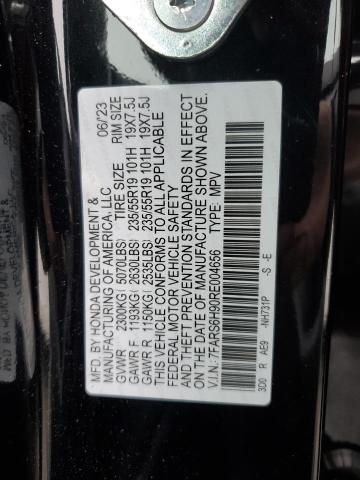 MFD. BY HONDA DEVELOPMENT & 06/'23
MANUFACTURING OF AMERICA, LLC
TIRE SIZE RIM SIZE
GVWR 2300KG( 5070LBS)
GAWR F 1193KG( 2630LBS) 235/55R19 101H 19X7.5J
GAWR R 1150KG( 2535LBS) 235/55R19 101H 19X7.5J
THIS VEHICLE CONFORMS TO ALL APPLICABLE
FEDERAL MOTOR VEHICLE SAFETY
AND THEFT PREVENTION STANDARDS IN EFFECT
ON THE DATE OF MANUFACTURE SHOWN ABOVE.
V.I.N.: 7FARS6H90RE004656 TYPE: MPV
3D0 R AE9 -NH731P -S -E